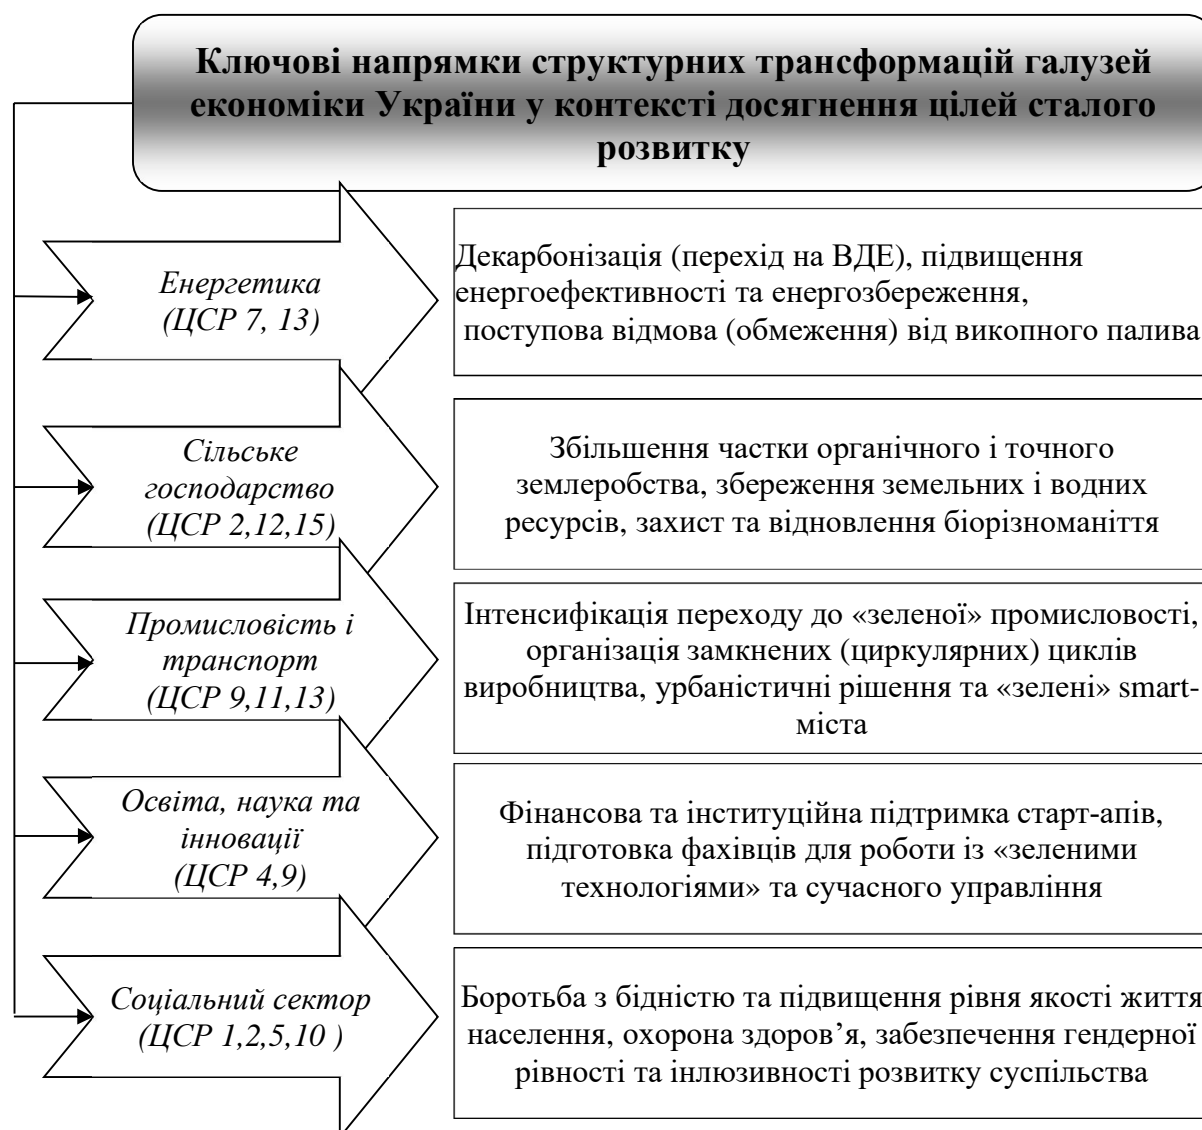 Ключові напрямки структурних трансформацій галузей
економіки України у контексті досягнення цілей сталого
розвитку
Енергетика
(ЦСР 7, 13)
Декарбонізація (перехід на ВДЕ), підвищення
енергоефективності та енергозбереження,
поступова відмова (обмеження) від викопного палива
Сільське
господарство
(ЦСР 2,12,15)
Збільшення частки органічного і точного
землеробства, збереження земельних і водних
ресурсів, захист та відновлення біорізноманіття
Промисловість і
транспорт
(ЦСР 9,11,13)
Інтенсифікація переходу до «зеленої» промисловості,
організація замкнених (циркулярних) циклів
виробництва, урбаністичні рішення та «зелені» smart-
міста
Освіта, наука та
інновації
(ЦСР 4,9)
Фінансова та інституційна підтримка старт-апів,
підготовка фахівців для роботи із «зеленими
технологіями» та сучасного управління
Соціальний сектор
(ЦСР 1,2,5,10 )
Боротьба з бідністю та підвищення рівня якості життя
населення, охорона здоров’я, забезпечення гендерної
рівності та інлюзивності розвитку суспільства